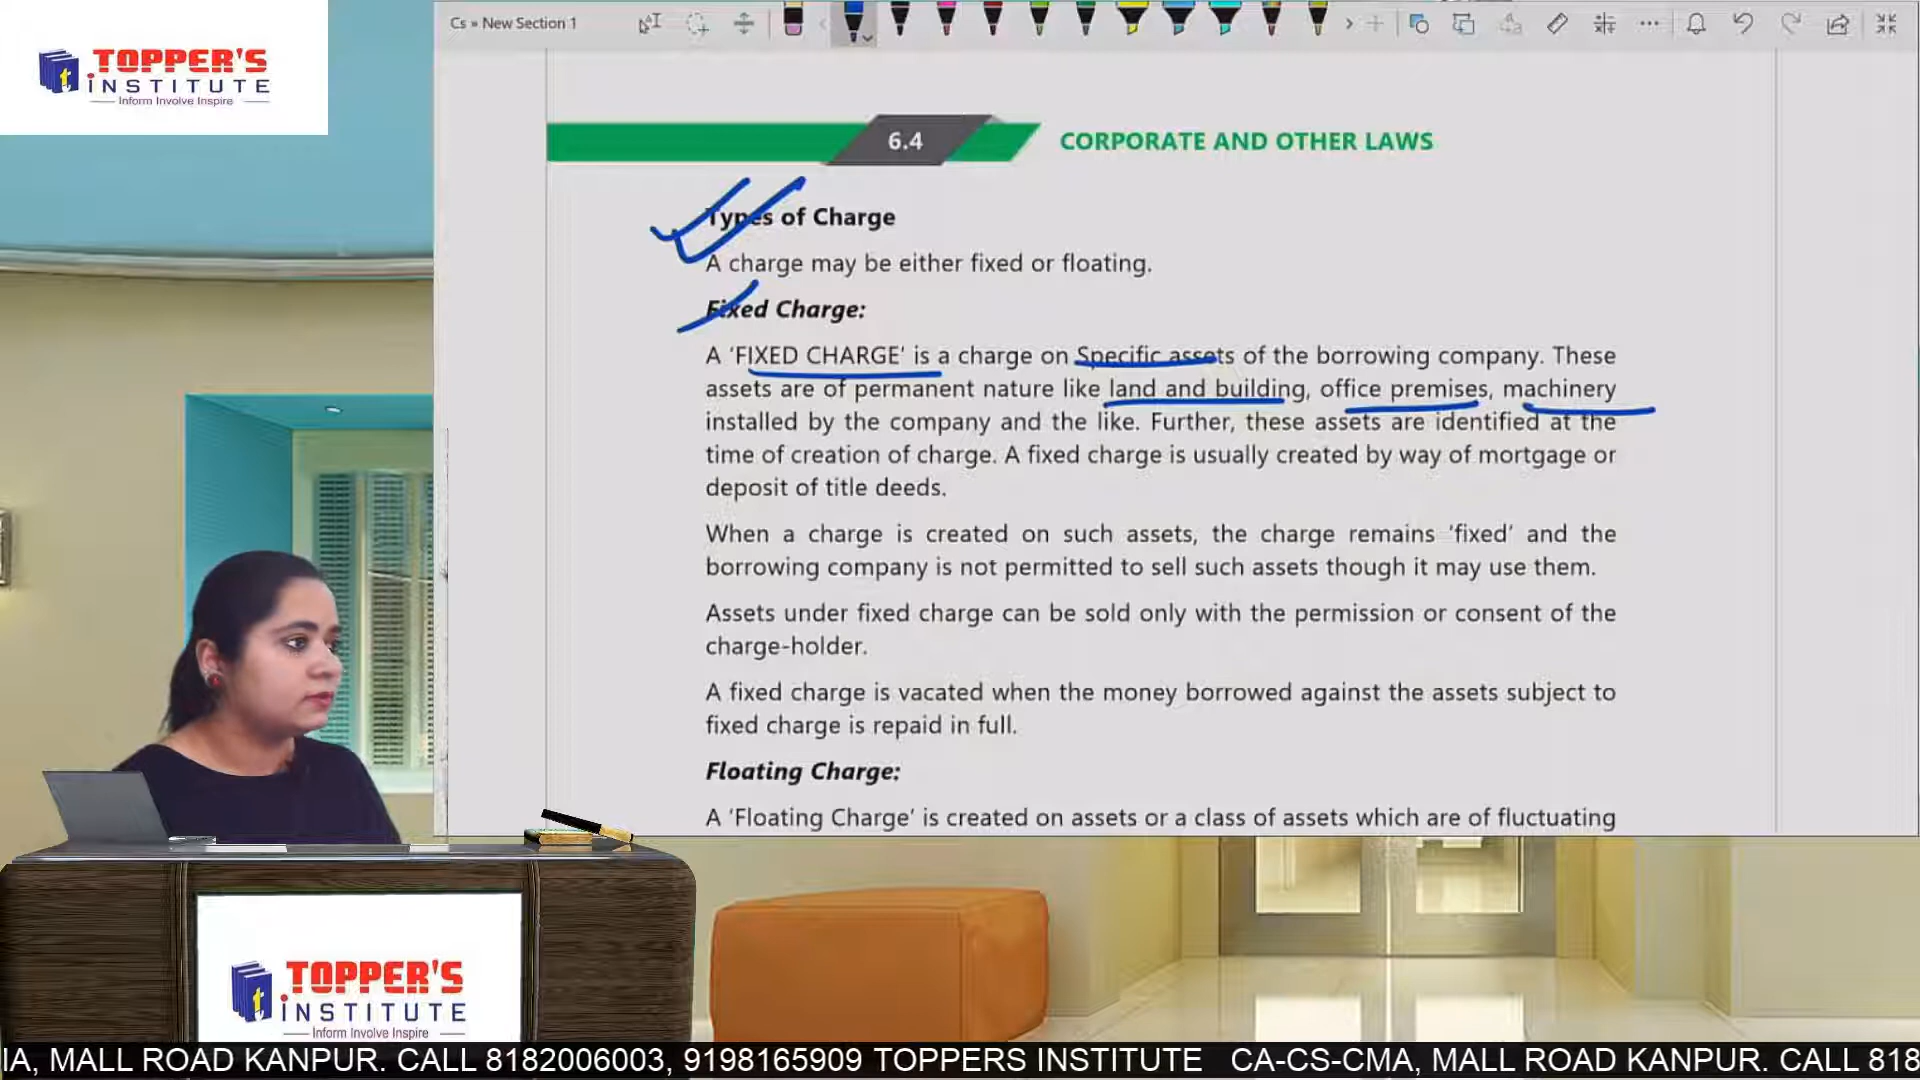 Cs » New Section 1
TOPPER'S
INSTITUTE
Inform Involve Inspire
6.4
CORPORATE AND OTHER LAWS
Types of Charge
A charge may be either fixed or floating.
Fixed Charge:
A ‘FIXED CHARGE’ is a charge on Specific assets of the borrowing company. These
assets are of permanent nature like land and building, office premises, machinery
installed by the company and the like. Further, these assets are identified at the
time of creation of charge. A fixed charge is usually created by way of mortgage or
deposit of title deeds.
When a charge is created on such assets, the charge remains ‘fixed’ and the
borrowing company is not permitted to sell such assets though it may use them.
Assets under fixed charge can be sold only with the permission or consent of the
charge-holder.
A fixed charge is vacated when the money borrowed against the assets subject to
fixed charge is repaid in full.
Floating Charge:
A ‘Floating Charge’ is created on assets or a class of assets which are of fluctuating
TOPPER'S
INSTITUTE
Inform Involve Inspire
IA, MALL ROAD KANPUR. CALL 8182006003, 9198165909 TOPPERS INSTITUTE CA-CS-CMA, MALL ROAD KANPUR. CALL 818